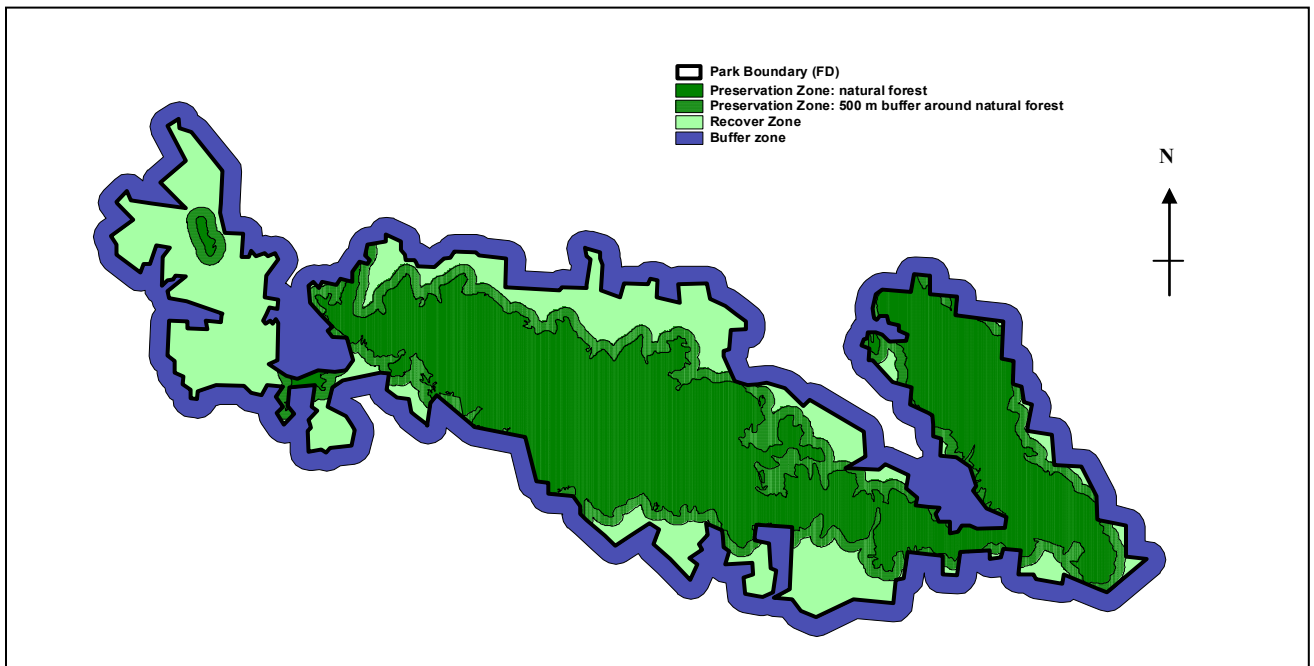 Park Boundary (FD)
Preservation Zone: natural forest
Preservation Zone: 500 m buffer around natural forest
Recover Zone
Buffer zone
N